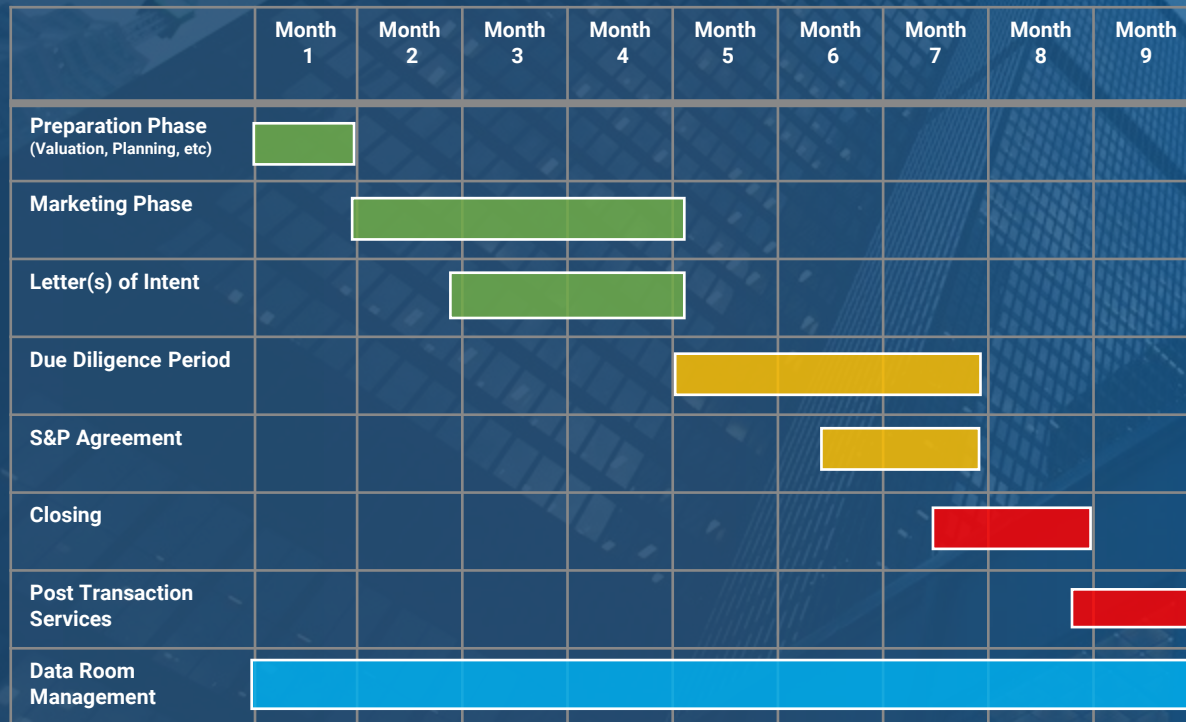 Month
1
Month
2
Month
3
Month
4
Month
5
Month
6
Month
7
Month
8
Month
9
Preparation Phase
(Valuation, Planning, etc)
Marketing Phase
Letter(s) of Intent
Due Diligence Period
S&P Agreement
Closing
Post Transaction
Services
Data Room
Management